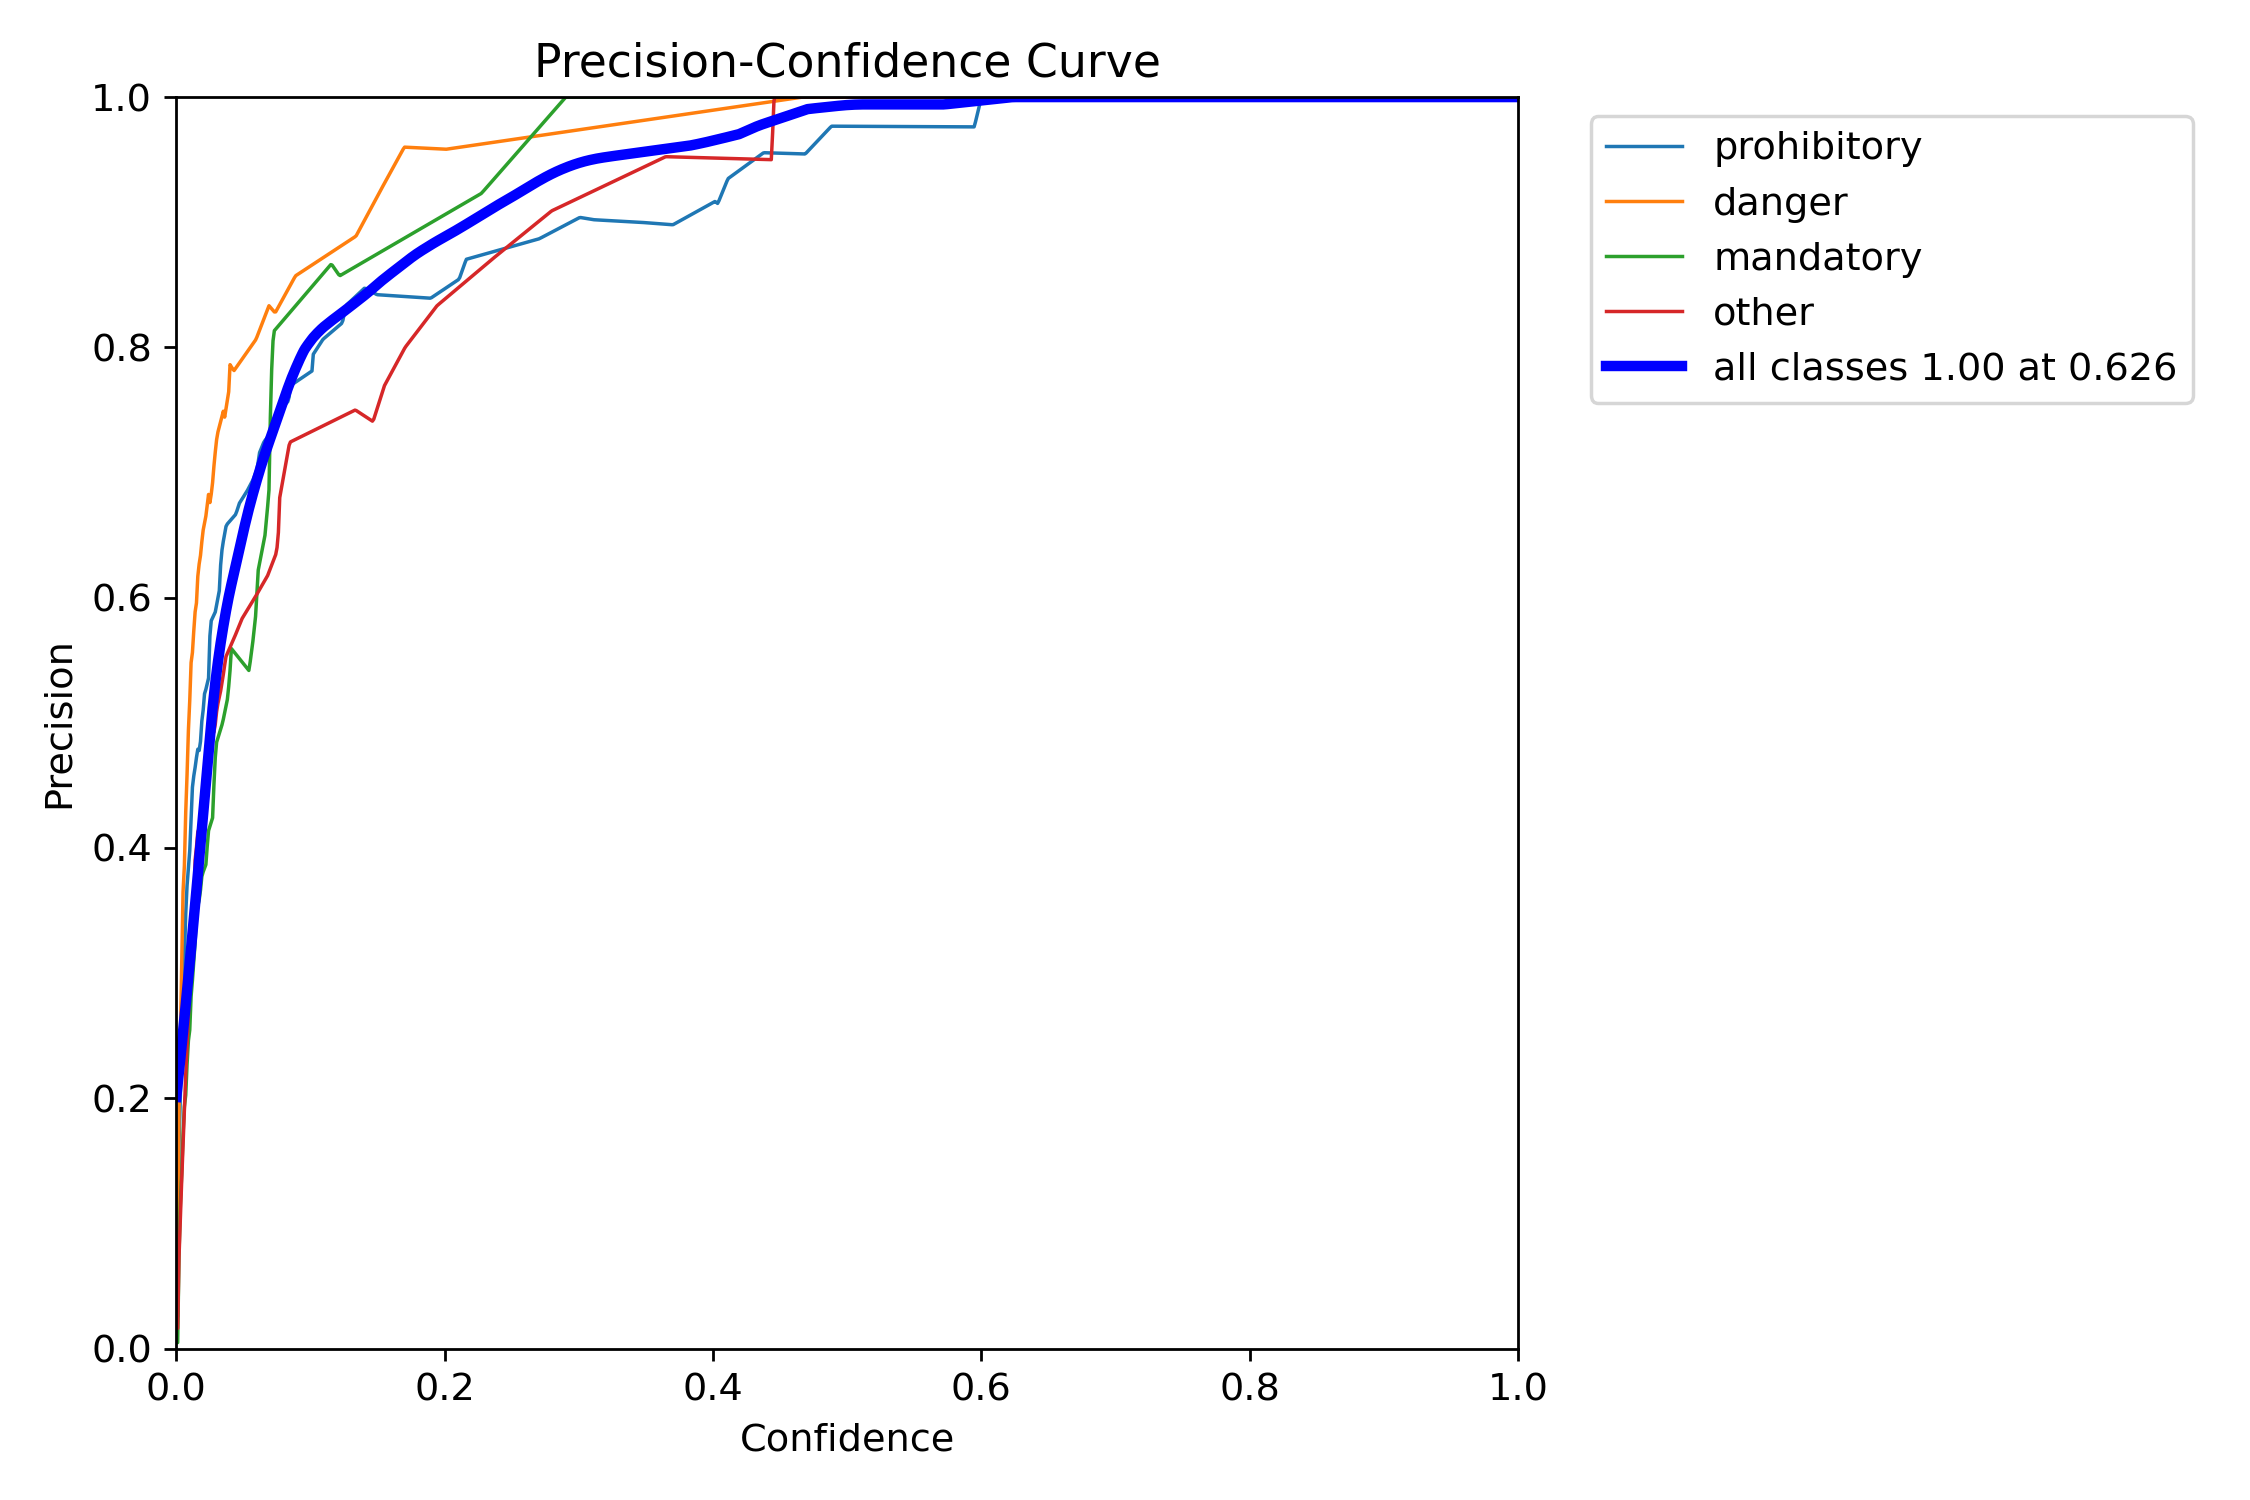 Precision-Confidence Curve
1.0
0.8
0.6
0.4
0.2
0.0
Precision
0.0 0.2 0.4 0.6 0.8 1.0
Confidence
prohibitory
danger
mandatory
other
all classes 1.00 at 0.626